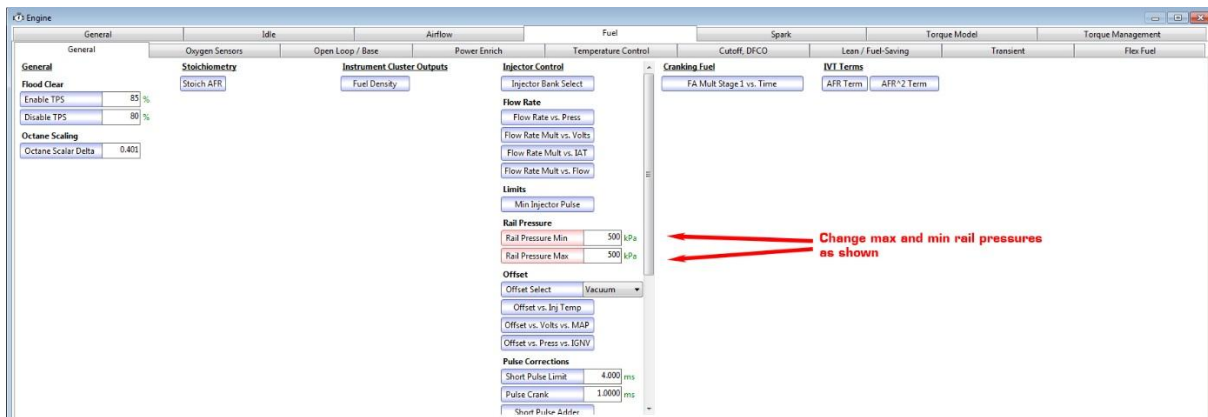 Engine
General Idle Airflow Fuel Spark Torque Model Torque Management
General Oxygen Sensors Open Loop / Base Power Enrich Temperature Control Cutoff, DFCO Lean / Fuel-Saving Transient Flex Fuel
General
Flood Clear
Enable TPS 85 %
Disable TPS 80 %
Octane Scaling
Octane Scalar Delta 0.401
Stoichiometry
Stoich AFR
Instrument Cluster Outputs
Fuel Density
Injector Control
Injector Bank Select
Flow Rate
Flow Rate vs. Press
Flow Rate Mult vs. Volts
Flow Rate Mult vs. IAT
Flow Rate Mult vs. Flow
Limits
Min Injector Pulse
Rail Pressure
Rail Pressure Min 500 kPa
Rail Pressure Max 500 kPa
Offset
Offset Select Vacuum
Offset vs. Inj Temp
Offset vs. Volts vs. MAP
Offset vs. Press vs. IGNV
Pulse Corrections
Short Pulse Limit 4.000 ms
Pulse Crank 1.0000 ms
Short Pulse Adder
Cranking Fuel
FA Mult Stage 1 vs. Time
IVT Terms
AFR Term AFR^2 Term
Change max and min rail pressures
as shown